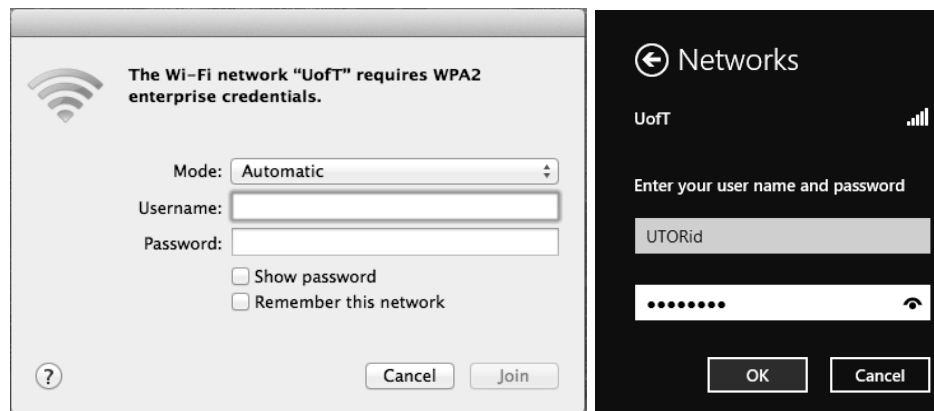 The Wi-Fi network “UofT” requires WPA2
enterprise credentials.
Mode: Automatic
Username:
Password:
Show password
Remember this network
?
Cancel Join
Networks
UofT
Enter your user name and password
UTORid
••••••••
OK Cancel